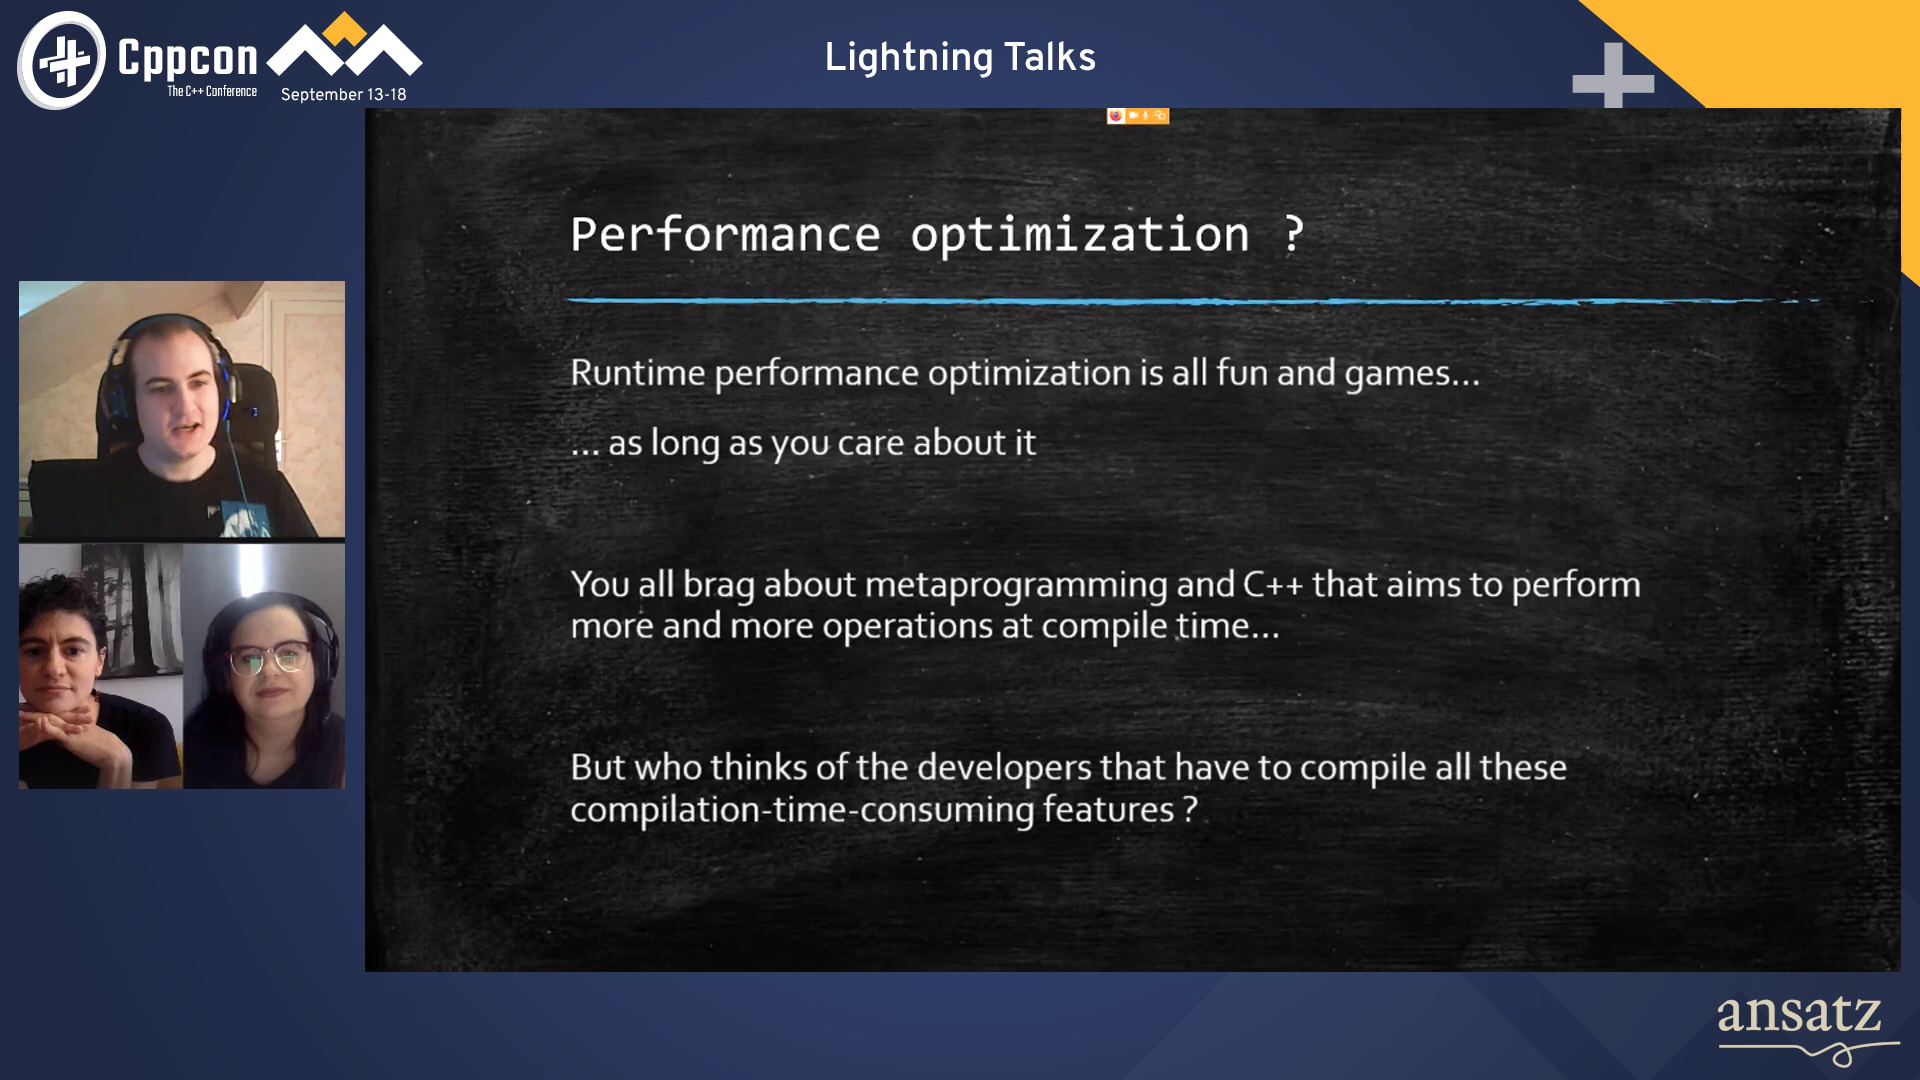 Cppcon
The C++ Conference
September 13-18
Lightning Talks
Performance optimization ?
Runtime performance optimization is all fun and games...
... as long as you care about it
You all brag about metaprogramming and C++ that aims to perform
more and more operations at compile time...
But who thinks of the developers that have to compile all these
compilation-time-consuming features ?
ansatz